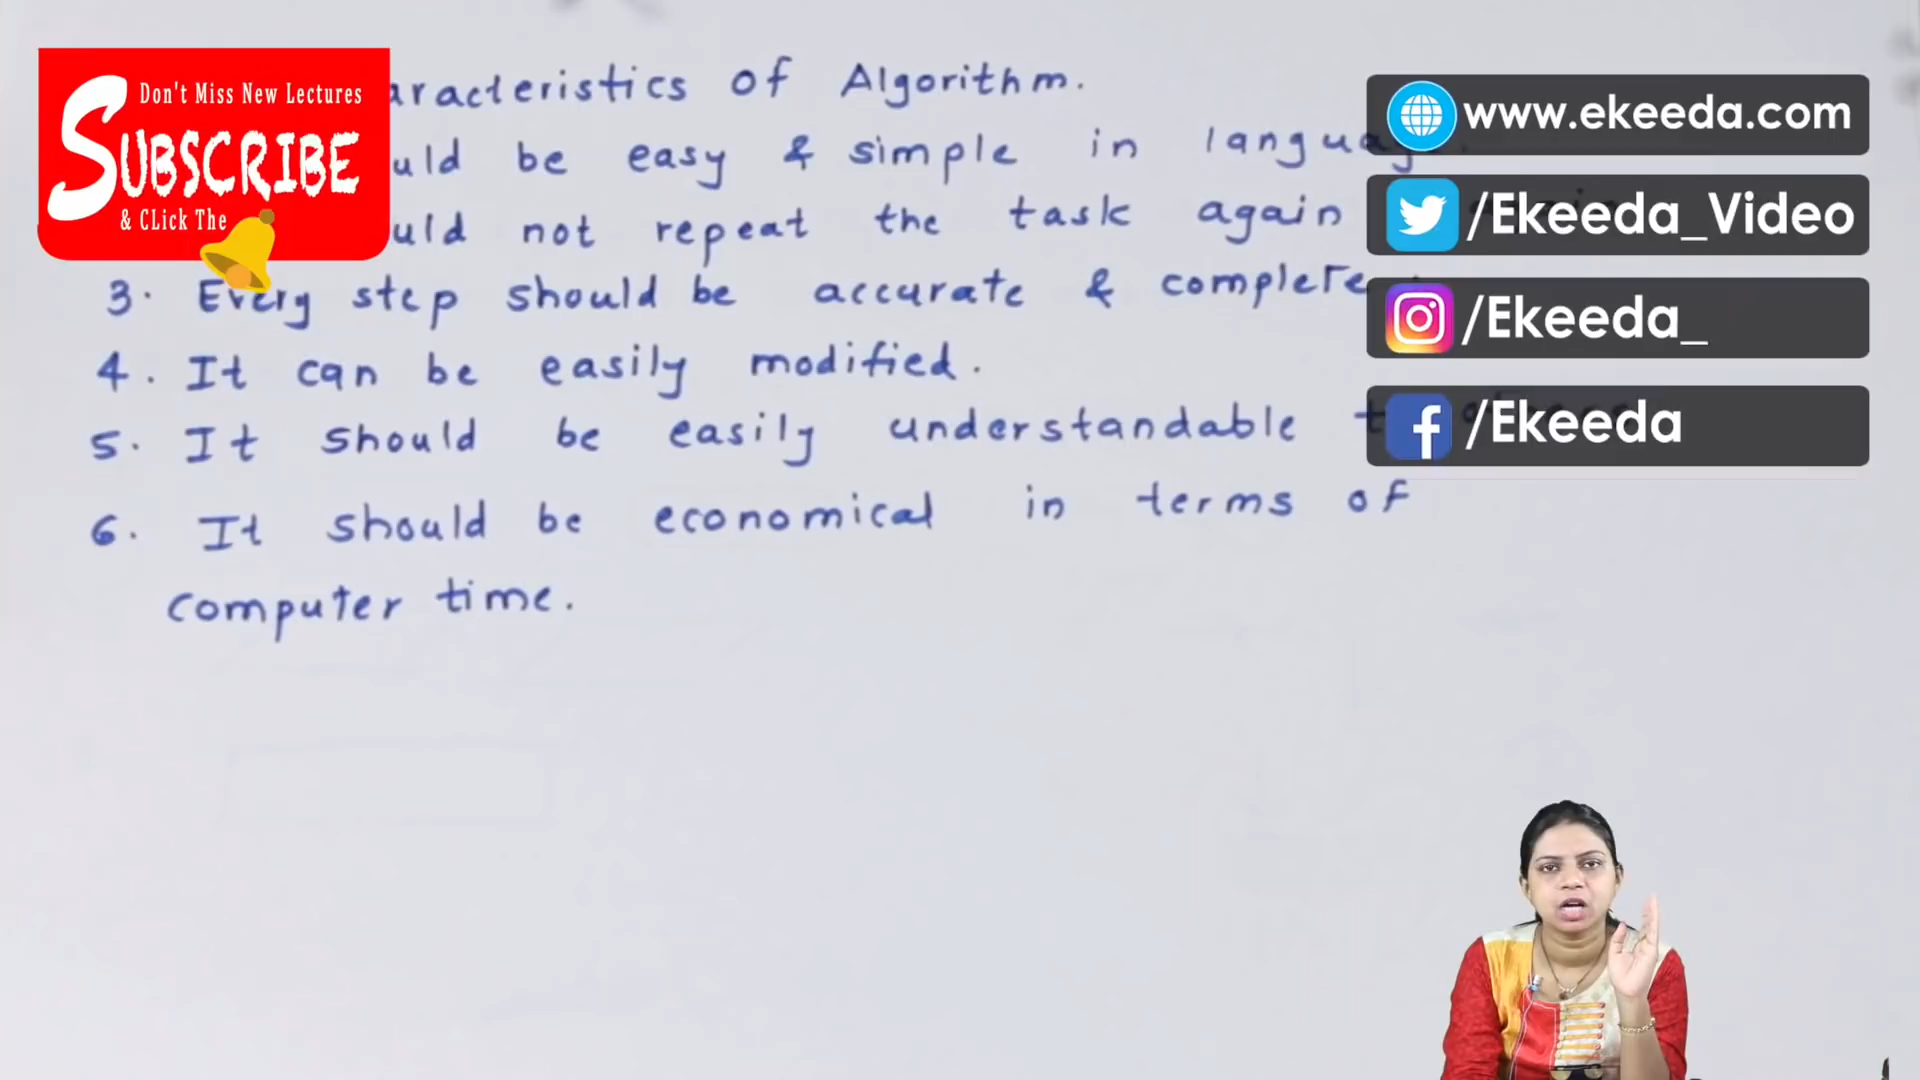 Don't Miss New Lectures
SUBSCRIBE
& CLick The
aracteristics of Algorithm.
uld be easy & simple in language.
uld not repeat the task again
3. Every step should be accurate & complete.
4. It can be easily modified.
5. It should be easily understandable
6. It should be economical in terms of
computer time.
www.ekeeda.com
/Ekeeda_Video
/Ekeeda_
/Ekeeda